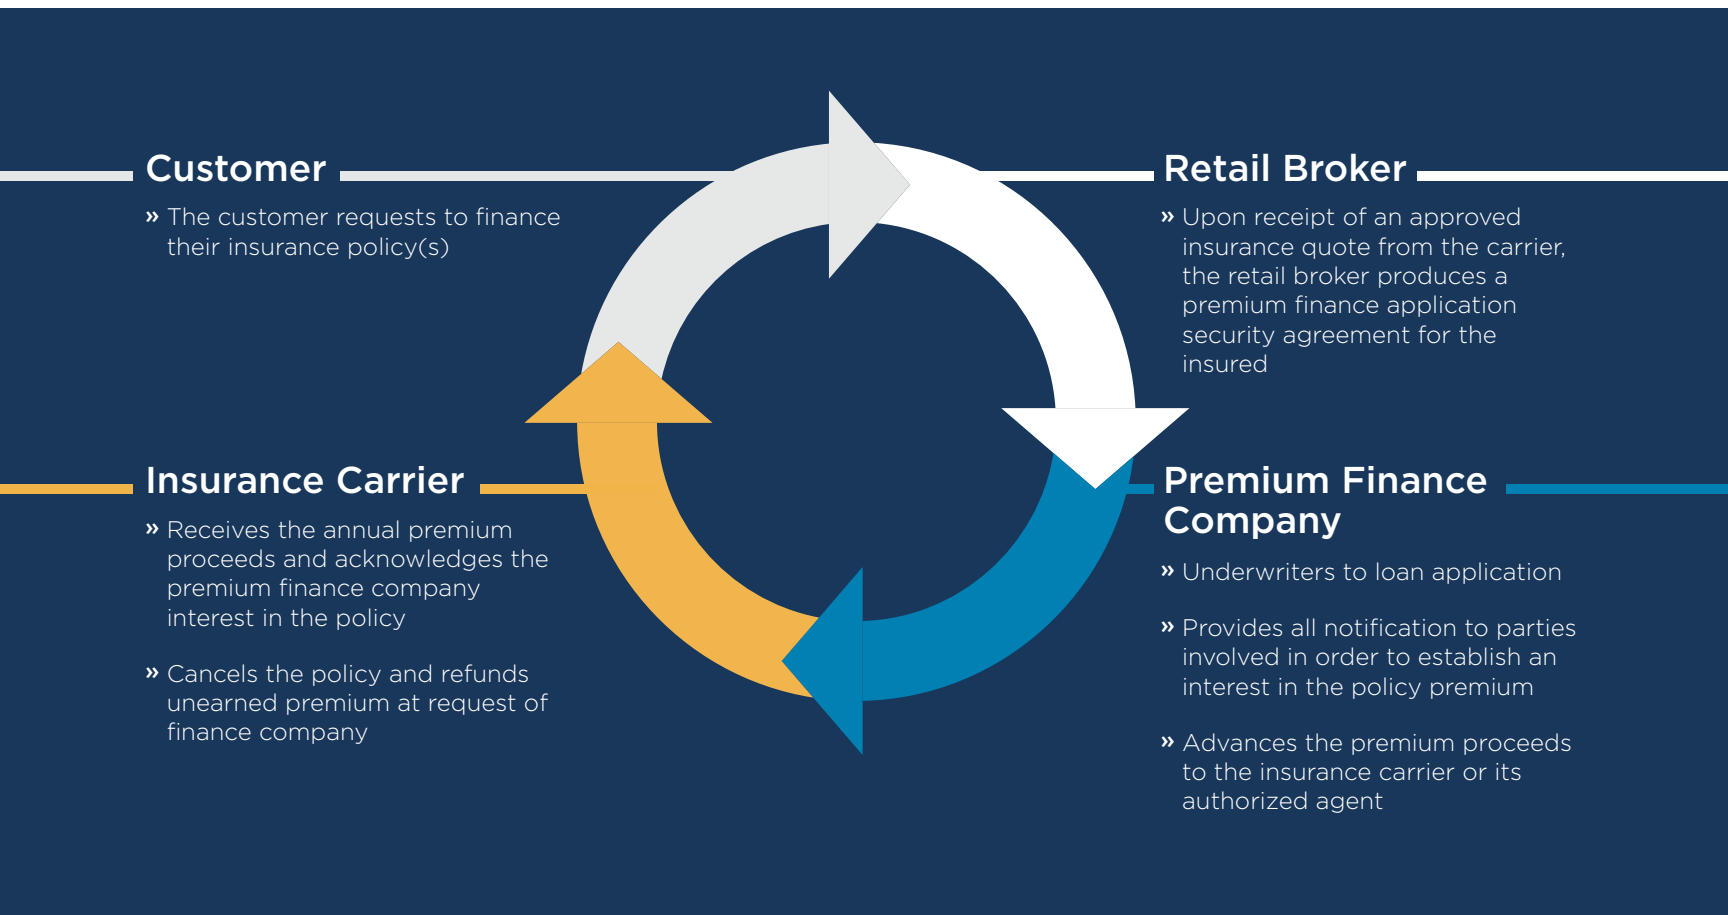 Customer
» The customer requests to finance
their insurance policy(s)
Retail Broker
» Upon receipt of an approved
insurance quote from the carrier,
the retail broker produces a
premium finance application
security agreement for the
insured
Insurance Carrier
» Receives the annual premium
proceeds and acknowledges the
premium finance company
interest in the policy
» Cancels the policy and refunds
unearned premium at request of
finance company
Premium Finance
Company
» Underwriters to loan application
» Provides all notification to parties
involved in order to establish an
interest in the policy premium
» Advances the premium proceeds
to the insurance carrier or its
authorized agent